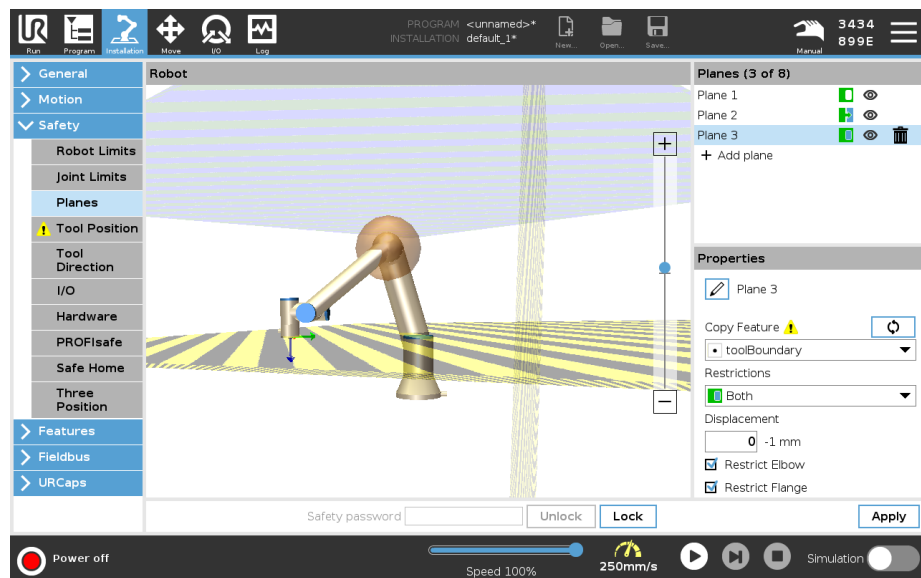 PROGRAM <unnamed>*
INSTALLATION default_1*
UR
Run
Program
Installation
Move
I/O
Log
New...
Open...
Save...
Manual
3434
899E
General
Motion
Safety
Robot Limits
Joint Limits
Planes
Tool Position
Tool
Direction
I/O
Hardware
PROFIsafe
Safe Home
Three
Position
Features
Fieldbus
URCaps
Robot
+
−
Planes (3 of 8)
Plane 1
Plane 2
Plane 3
+ Add plane
Properties
Plane 3
Copy Feature
toolBoundary
Restrictions
Both
Displacement
0 -1 mm
Restrict Elbow
Restrict Flange
Safety password
Unlock
Lock
Apply
Power off
Speed 100%
250mm/s
Simulation